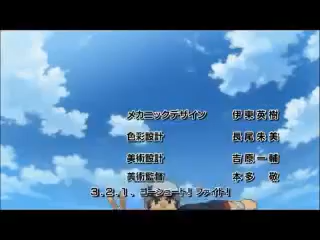 メカニックデザイン 伊東英樹
色彩設計 長尾朱美
美術設計 吉原一輔
美術監督 本多 敬
3.2.1、ゴーシュート！ファイト！